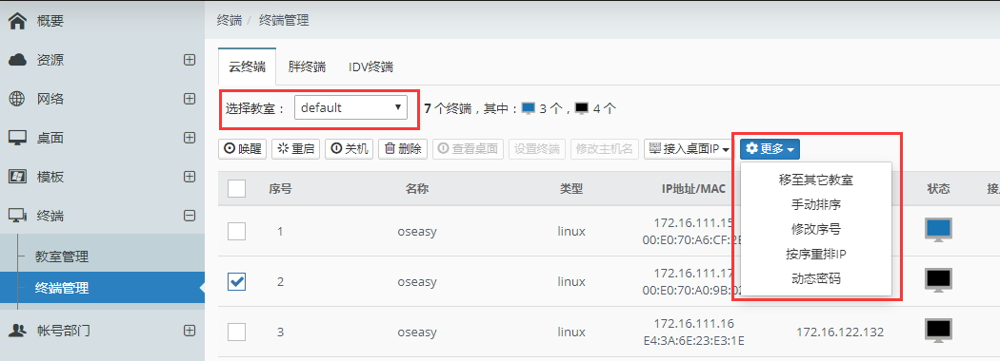 概要
资源
网络
桌面
模板
终端
教室管理
终端管理
帐号部门
终端 / 终端管理
云终端 胖终端 IDV终端
选择教室： default 7 个终端，其中： 3 个， 4 个
唤醒 重启 关机 删除 查看桌面 设置终端 修改主机名 接入桌面IP 更多
移至其它教室
手动排序
修改序号
按序重排IP
动态密码
序号 名称 类型 IP地址/MAC 状态
1 oseasy linux 172.16.111.15
00:E0:70:A6:CF:2
2 oseasy linux 172.16.111.17
00:E0:70:A0:9B:02
3 oseasy linux 172.16.111.16 172.16.122.132
E4:3A:6E:23:E3:1E